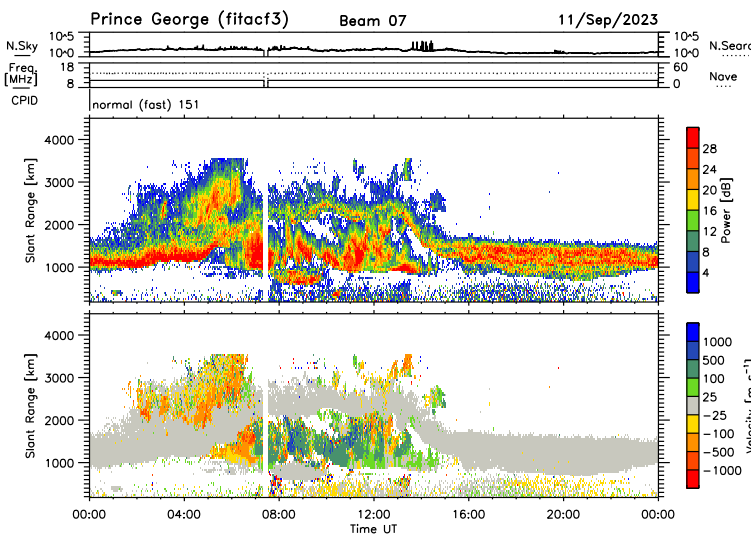 Prince George (fitacf3) Beam 07 11/Sep/2023
N.Sky 10^5 10^0 10^5 10^0
Freq. [MHz] 18 8 60 0 Nave
CPID normal (fast) 151
4000
3000
2000
1000
Slant Range [km]
28
24
20
16
12
8
4
Power [dB]
4000
3000
2000
1000
Slant Range [km]
1000
500
100
25
-25
-100
-500
-1000
00:00 04:00 08:00 12:00 16:00 20:00 00:00
Time UT